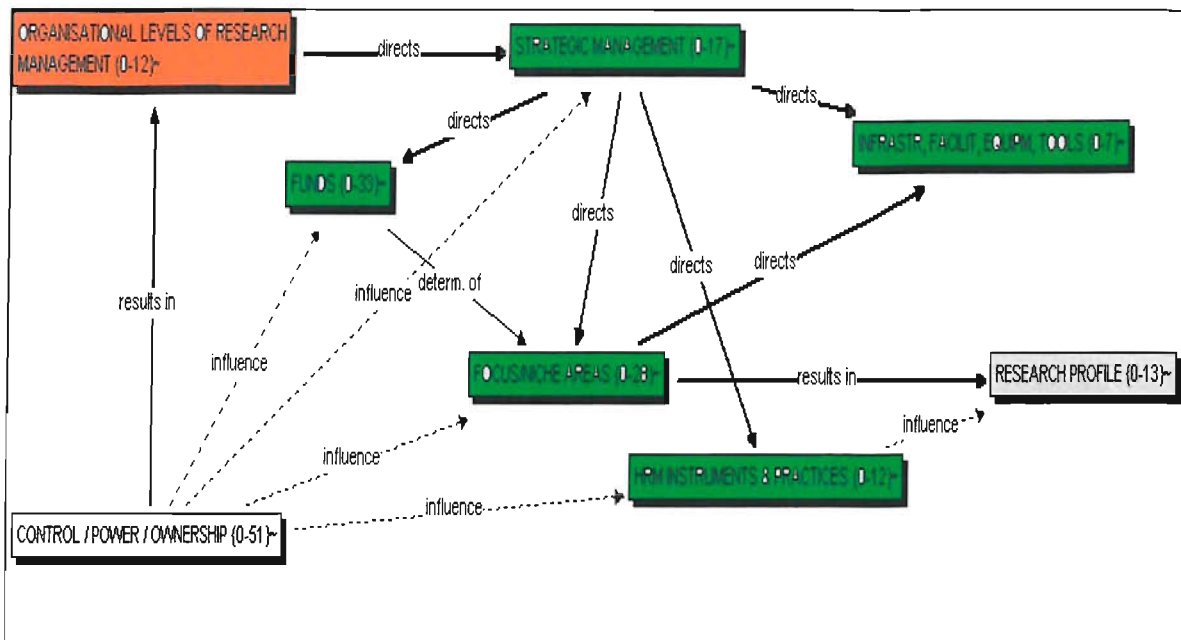 ORGANISATIONAL LEVELS OF RESEARCH
MANAGEMENT {0-12}~
directs
STRATEGIC MANAGEMENT {0-17}~
directs
directs
INFRASTR, FACILIT, EQUIPM, TOOLS {0-7}~
FUNDS {0-33}~
directs
directs
directs
determ. of
influence
results in
influence
FOCUS/NICHE AREAS {0-28}~
results in
RESEARCH PROFILE {0-13}~
influence
influence
HRM INSTRUMENTS & PRACTICES {0-12}~
influence
CONTROL / POWER / OWNERSHIP {0-51}~